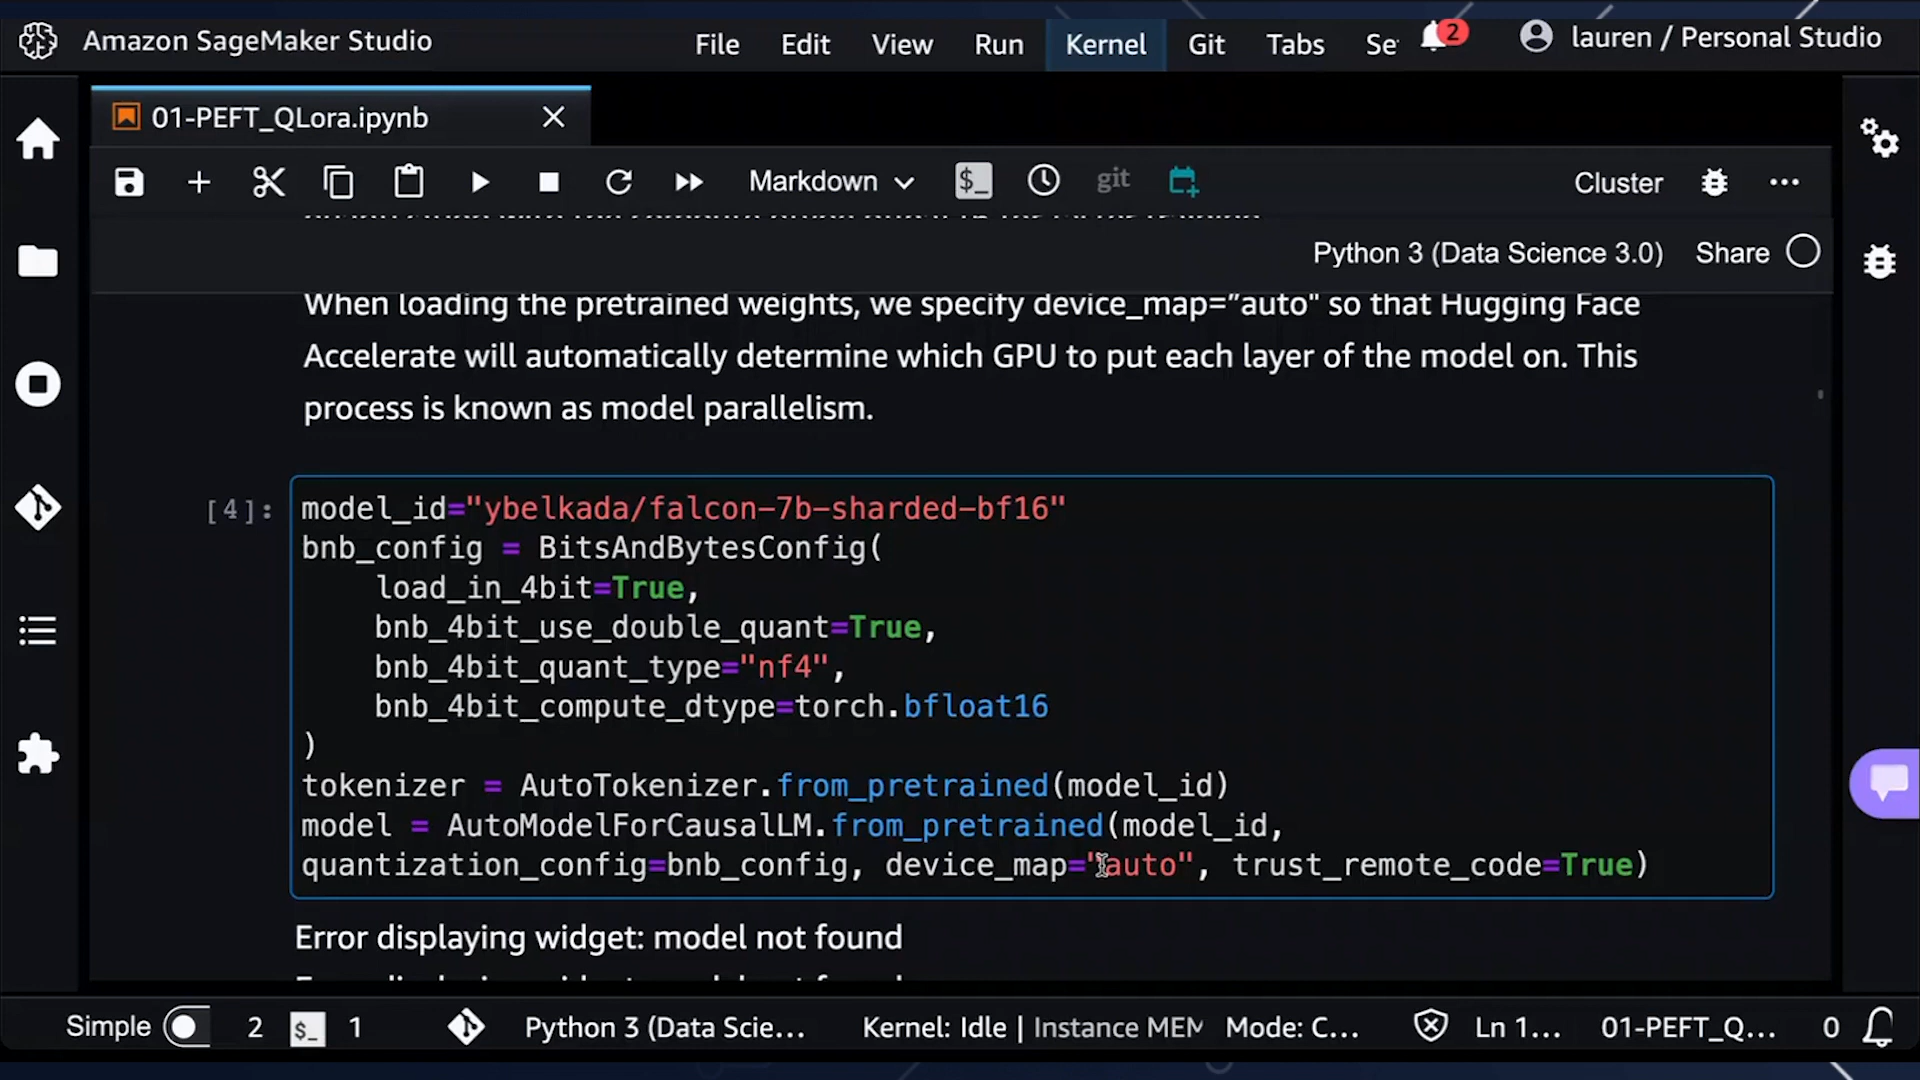 Amazon SageMaker Studio
File Edit View Run Kernel Git Tabs Se 2 lauren / Personal Studio
01-PEFT_QLora.ipynb
Markdown $_ git Cluster
Python 3 (Data Science 3.0) Share
When loading the pretrained weights, we specify device_map=”auto" so that Hugging Face
Accelerate will automatically determine which GPU to put each layer of the model on. This
process is known as model parallelism.
[4]: model_id="ybelkada/falcon-7b-sharded-bf16"
bnb_config = BitsAndBytesConfig(
load_in_4bit=True,
bnb_4bit_use_double_quant=True,
bnb_4bit_quant_type="nf4",
bnb_4bit_compute_dtype=torch.bfloat16
)
tokenizer = AutoTokenizer.from_pretrained(model_id)
model = AutoModelForCausalLM.from_pretrained(model_id,
quantization_config=bnb_config, device_map="auto", trust_remote_code=True)
Error displaying widget: model not found
Simple 2 $_ 1 Python 3 (Data Scie... Kernel: Idle | Instance MEM Mode: C... Ln 1... 01-PEFT_Q... 0